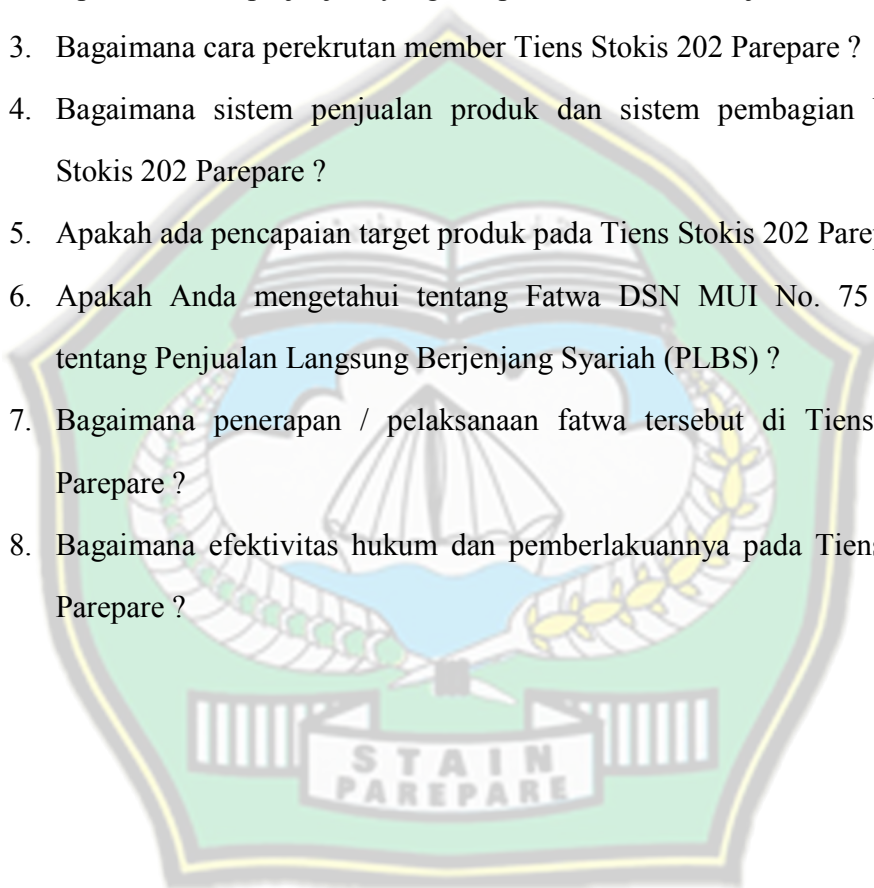 3. Bagaimana cara perekrutan member Tiens Stokis 202 Parepare ?
4. Bagaimana sistem penjualan produk dan sistem pembagian
Stokis 202 Parepare ?
5. Apakah ada pencapaian target produk pada Tiens Stokis 202
6. Apakah Anda mengetahui tentang Fatwa DSN MUI No. 75
tentang Penjualan Langsung Berjenjang Syariah (PLBS) ?
7. Bagaimana penerapan / pelaksanaan fatwa tersebut di Tiens
Parepare ?
8. Bagaimana efektivitas hukum dan pemberlakuannya pada Tiens
Parepare ?
STAIN
PAREPARE